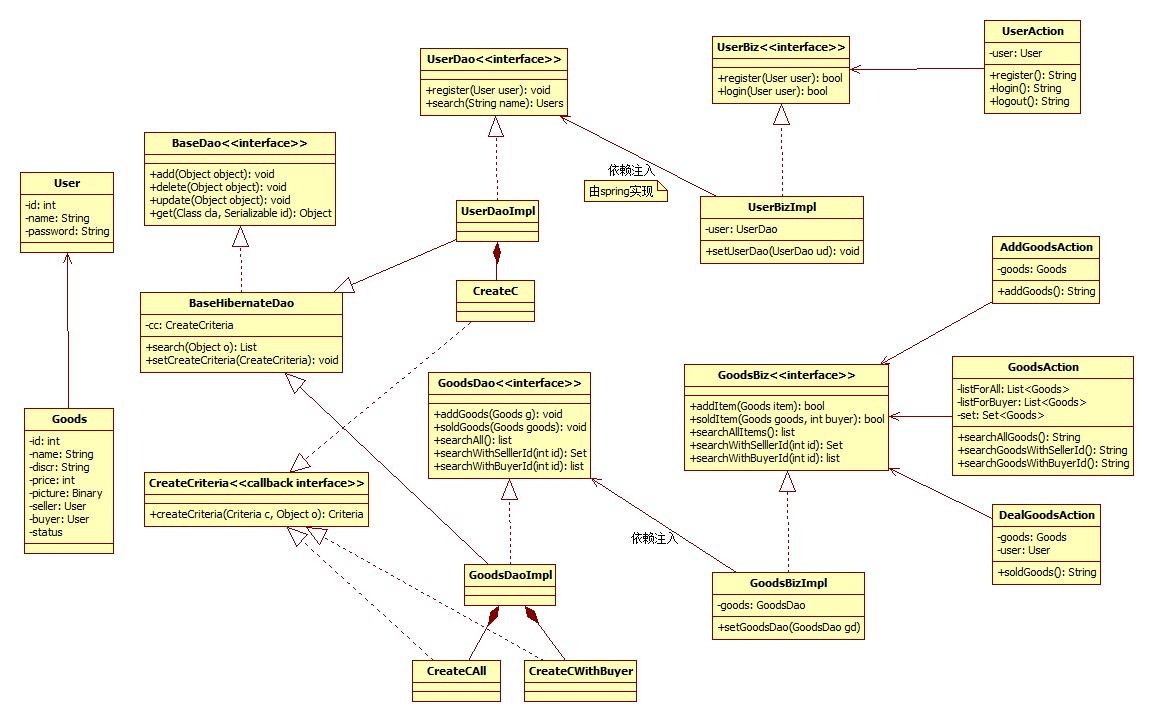 User
-id: int
-name: String
-password: String
Goods
-id: int
-name: String
-discr: String
-price: int
-picture: Binary
-seller: User
-buyer: User
-status
BaseDao<<interface>>
+add(Object object): void
+delete(Object object): void
+update(Object object): void
+get(Class cla, Serializable id): Object
BaseHibernateDao
-cc: CreateCriteria
+search(Object o): List
+setCreateCriteria(CreateCriteria): void
CreateCriteria<<callback interface>>
+createCriteria(Criteria c, Object o): Criteria
UserDao<<interface>>
+register(User user): void
+search(String name): Users
UserDaoImpl
CreateC
GoodsDao<<interface>>
+addGoods(Goods g): void
+soldGoods(Goods goods): void
+searchAll(): list
+searchWithSelllerId(int id): Set
+searchWithBuyerId(int id): list
GoodsDaoImpl
CreateCAll
CreateCWithBuyer
依赖注入
由spring实现
UserBiz<<interface>>
+register(User user): bool
+login(User user): bool
UserBizImpl
-user: UserDao
+setUserDao(UserDao ud): void
GoodsBiz<<interface>>
+addItem(Goods item): bool
+soldItem(Goods goods, int buyer): bool
+searchAllItems(): list
+searchWithSellerId(int id): Set
+searchWithBuyerId(int id): list
依赖注入
GoodsBizImpl
-goods: GoodsDao
+setGoodsDao(GoodsDao gd)
UserAction
-user: User
+register(): String
+login(): String
+logout(): String
AddGoodsAction
-goods: Goods
+addGoods(): String
GoodsAction
-listForAll: List<Goods>
-listForBuyer: List<Goods>
-set: Set<Goods>
+searchAllGoods(): String
+searchGoodsWithSellerId(): String
+searchGoodsWithBuyerId(): String
DealGoodsAction
-goods: Goods
-user: User
+soldGoods(): String